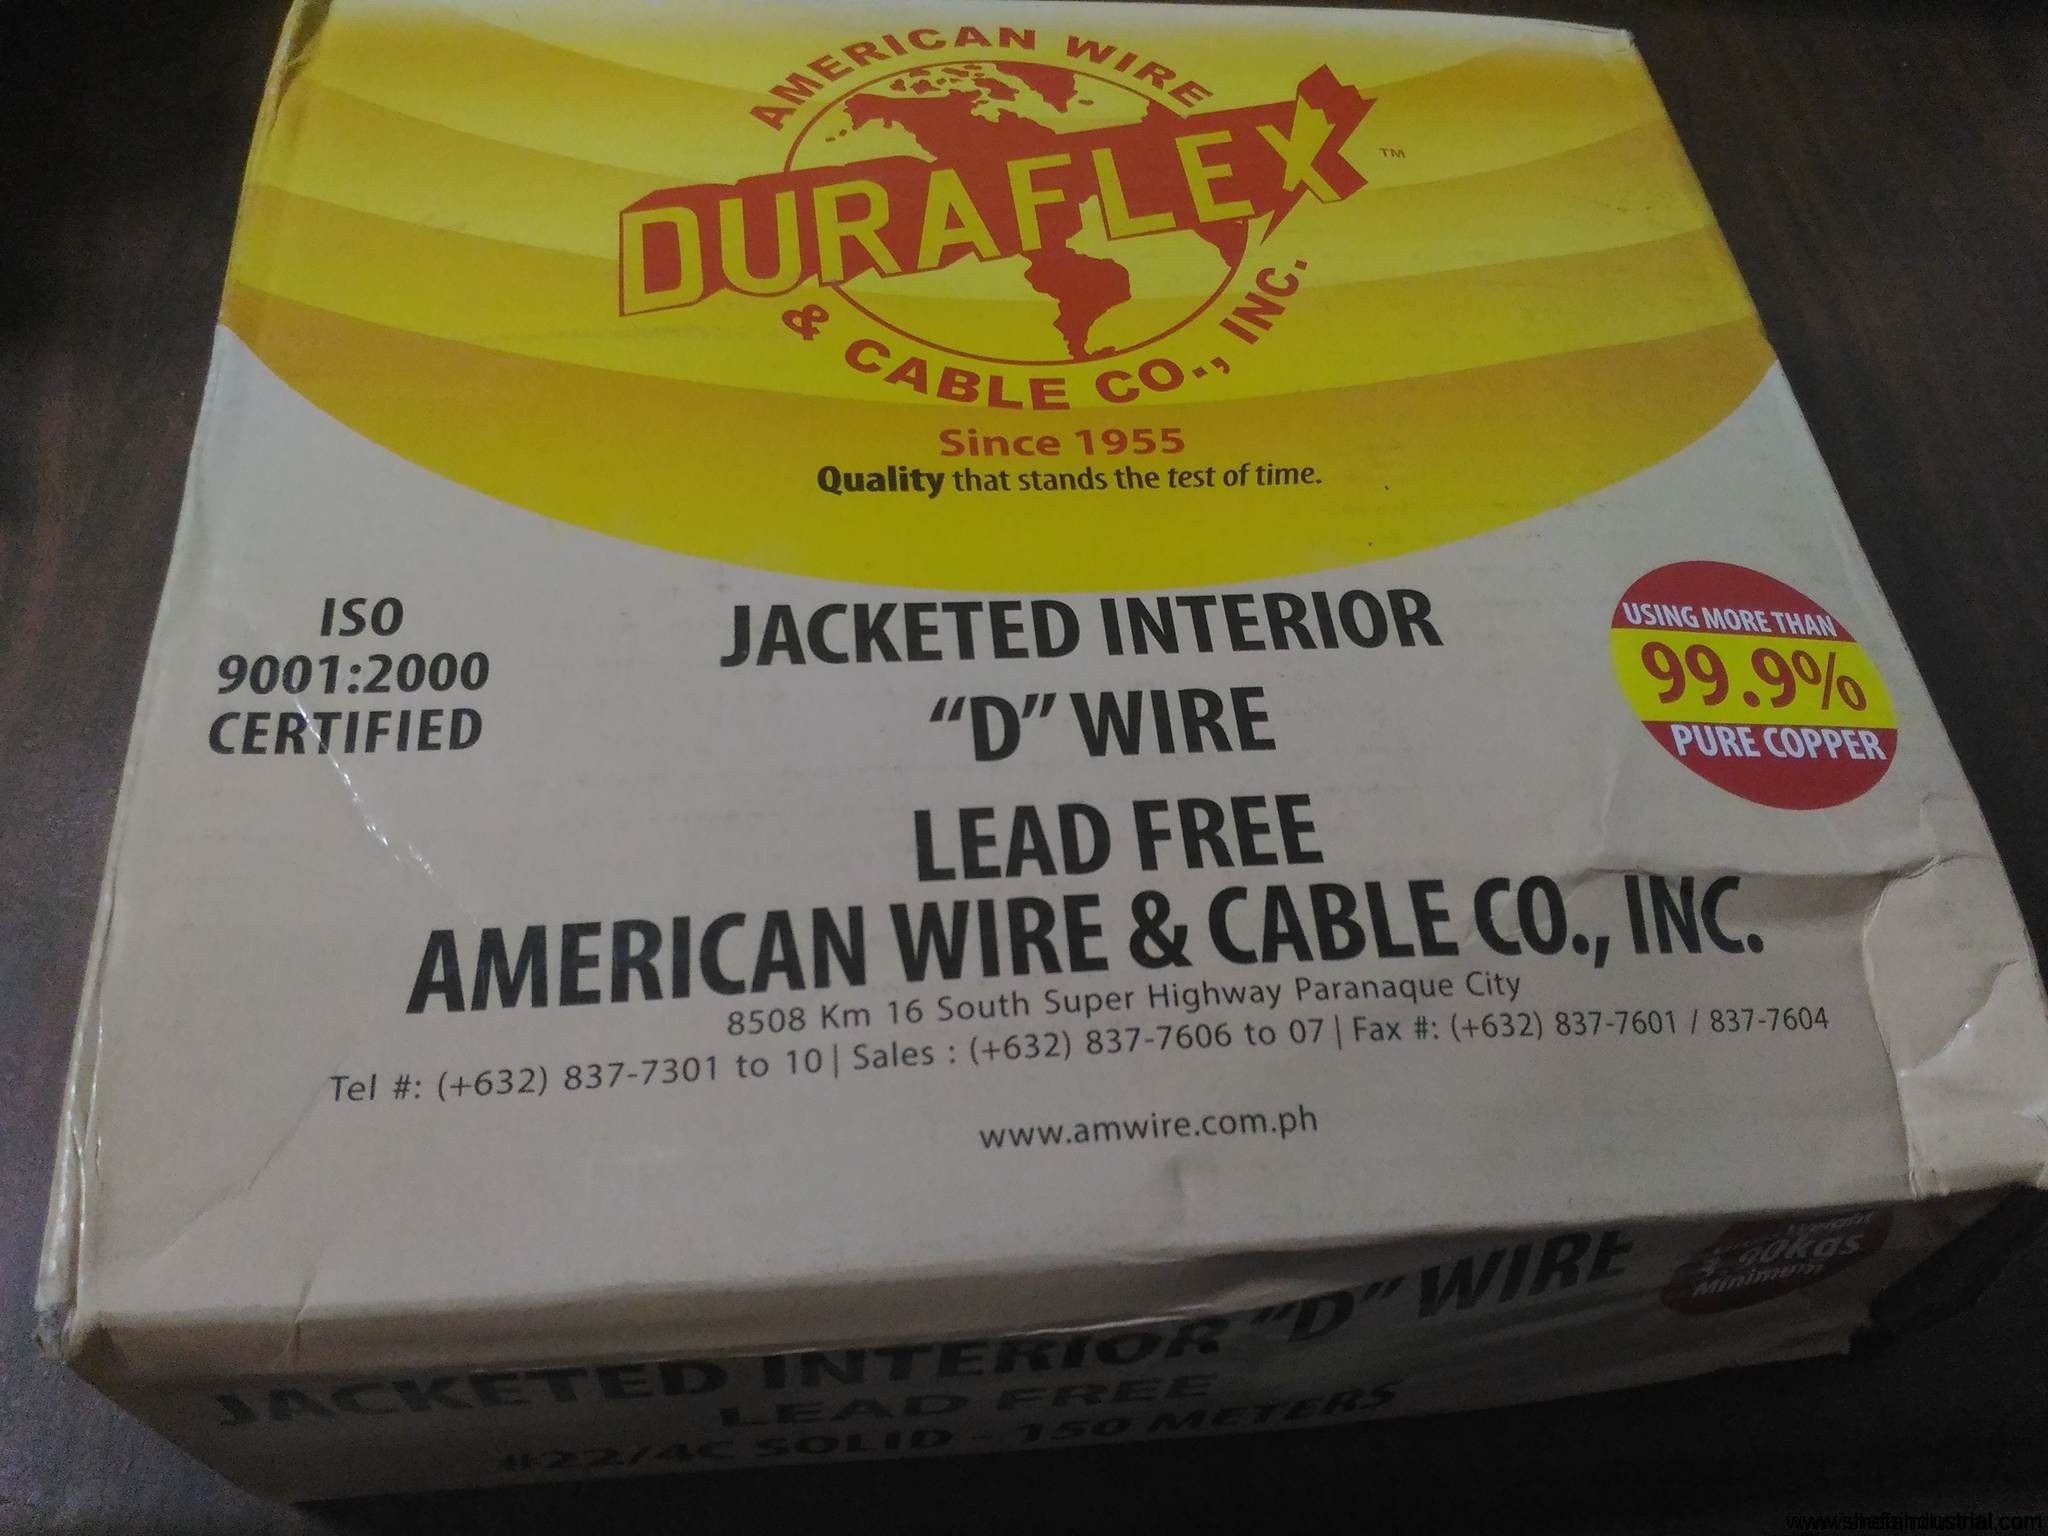 AMERICAN WIRE
DURAFLEX
TM
& CABLE CO., INC.
Since 1955
Quality that stands the test of time.
ISO
9001:2000
CERTIFIED
JACKETED INTERIOR
“D” WIRE
LEAD FREE
USING MORE THAN
99.9%
PURE COPPER
AMERICAN WIRE & CABLE CO., INC.
8508 Km 16 South Super Highway Paranaque City
Tel #: (+632) 837-7301 to 10 | Sales : (+632) 837-7606 to 07 | Fax #: (+632) 837-7601 / 837-7604
www.amwire.com.ph
JACKETED INTERIOR “D” WIRE
LEAD FREE
#22/4C SOLID - 150 METERS
Weight
Minimum
www.shefaindustrial.com